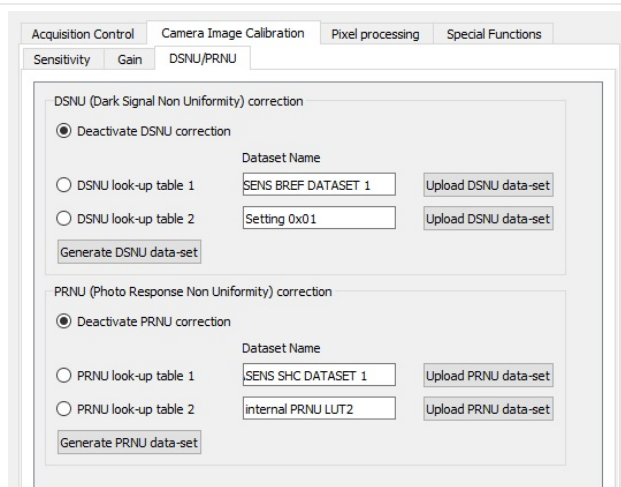 Acquisition Control Camera Image Calibration Pixel processing Special Functions
Sensitivity Gain DSNU/PRNU
DSNU (Dark Signal Non Uniformity) correction
Deactivate DSNU correction
Dataset Name
DSNU look-up table 1 SENS BREF DATASET 1 Upload DSNU data-set
DSNU look-up table 2 Setting 0x01 Upload DSNU data-set
Generate DSNU data-set
PRNU (Photo Response Non Uniformity) correction
Deactivate PRNU correction
Dataset Name
PRNU look-up table 1 SENS SHC DATASET 1 Upload PRNU data-set
PRNU look-up table 2 internal PRNU LUT2 Upload PRNU data-set
Generate PRNU data-set